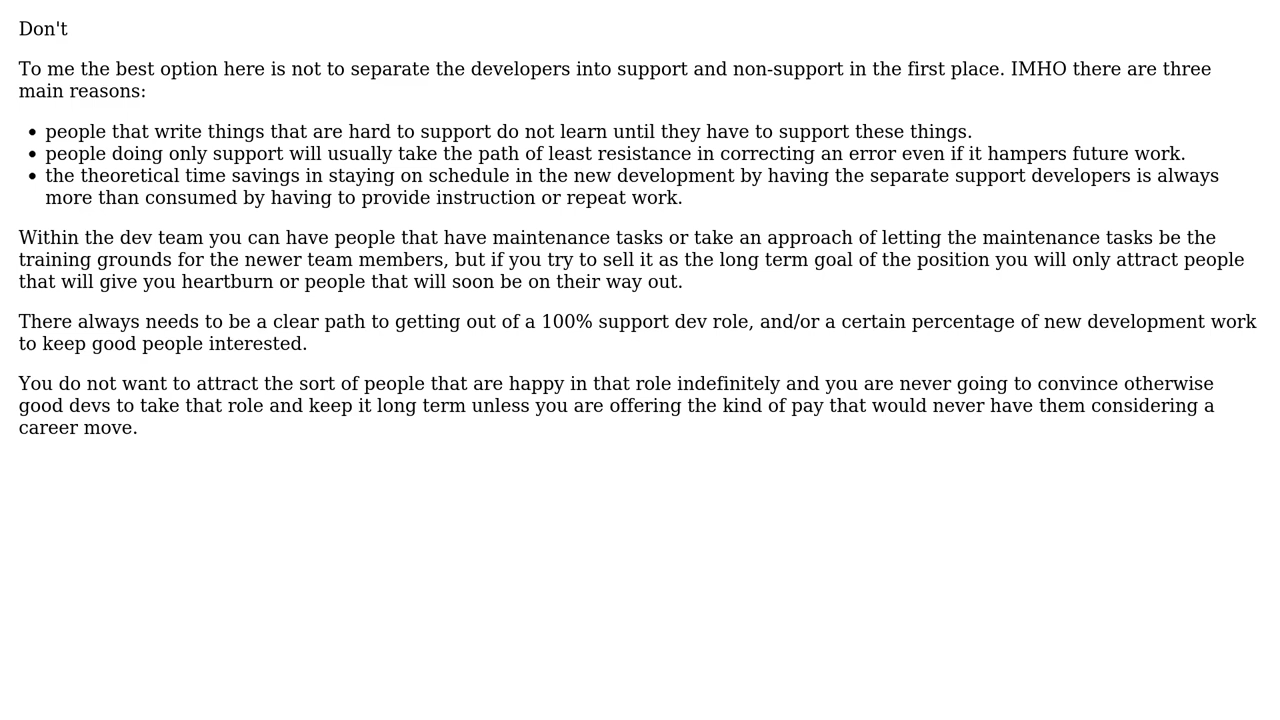 Don't
To me the best option here is not to separate the developers into support and non-support in the first place. IMHO there are three
main reasons:
• people that write things that are hard to support do not learn until they have to support these things.
• people doing only support will usually take the path of least resistance in correcting an error even if it hampers future work.
• the theoretical time savings in staying on schedule in the new development by having the separate support developers is always
more than consumed by having to provide instruction or repeat work.
Within the dev team you can have people that have maintenance tasks or take an approach of letting the maintenance tasks be the
training grounds for the newer team members, but if you try to sell it as the long term goal of the position you will only attract people
that will give you heartburn or people that will soon be on their way out.
There always needs to be a clear path to getting out of a 100% support dev role, and/or a certain percentage of new development work
to keep good people interested.
You do not want to attract the sort of people that are happy in that role indefinitely and you are never going to convince otherwise
good devs to take that role and keep it long term unless you are offering the kind of pay that would never have them considering a
career move.